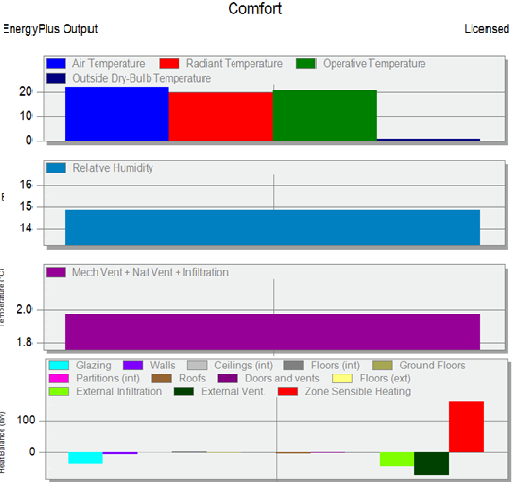 Comfort
EnergyPlus Output Licensed
Air Temperature Radiant Temperature Operative Temperature
Outside Dry-Bulb Temperature
20
10
0
Relative Humidity
16
15
14
Mech Vent + Nat Vent + Infiltration
2.0
1.8
Glazing Walls Ceilings (int) Floors (int) Ground Floors
Partitions (int) Roofs Doors and vents Floors (ext)
External Infiltration External Vent. Zone Sensible Heating
100
0